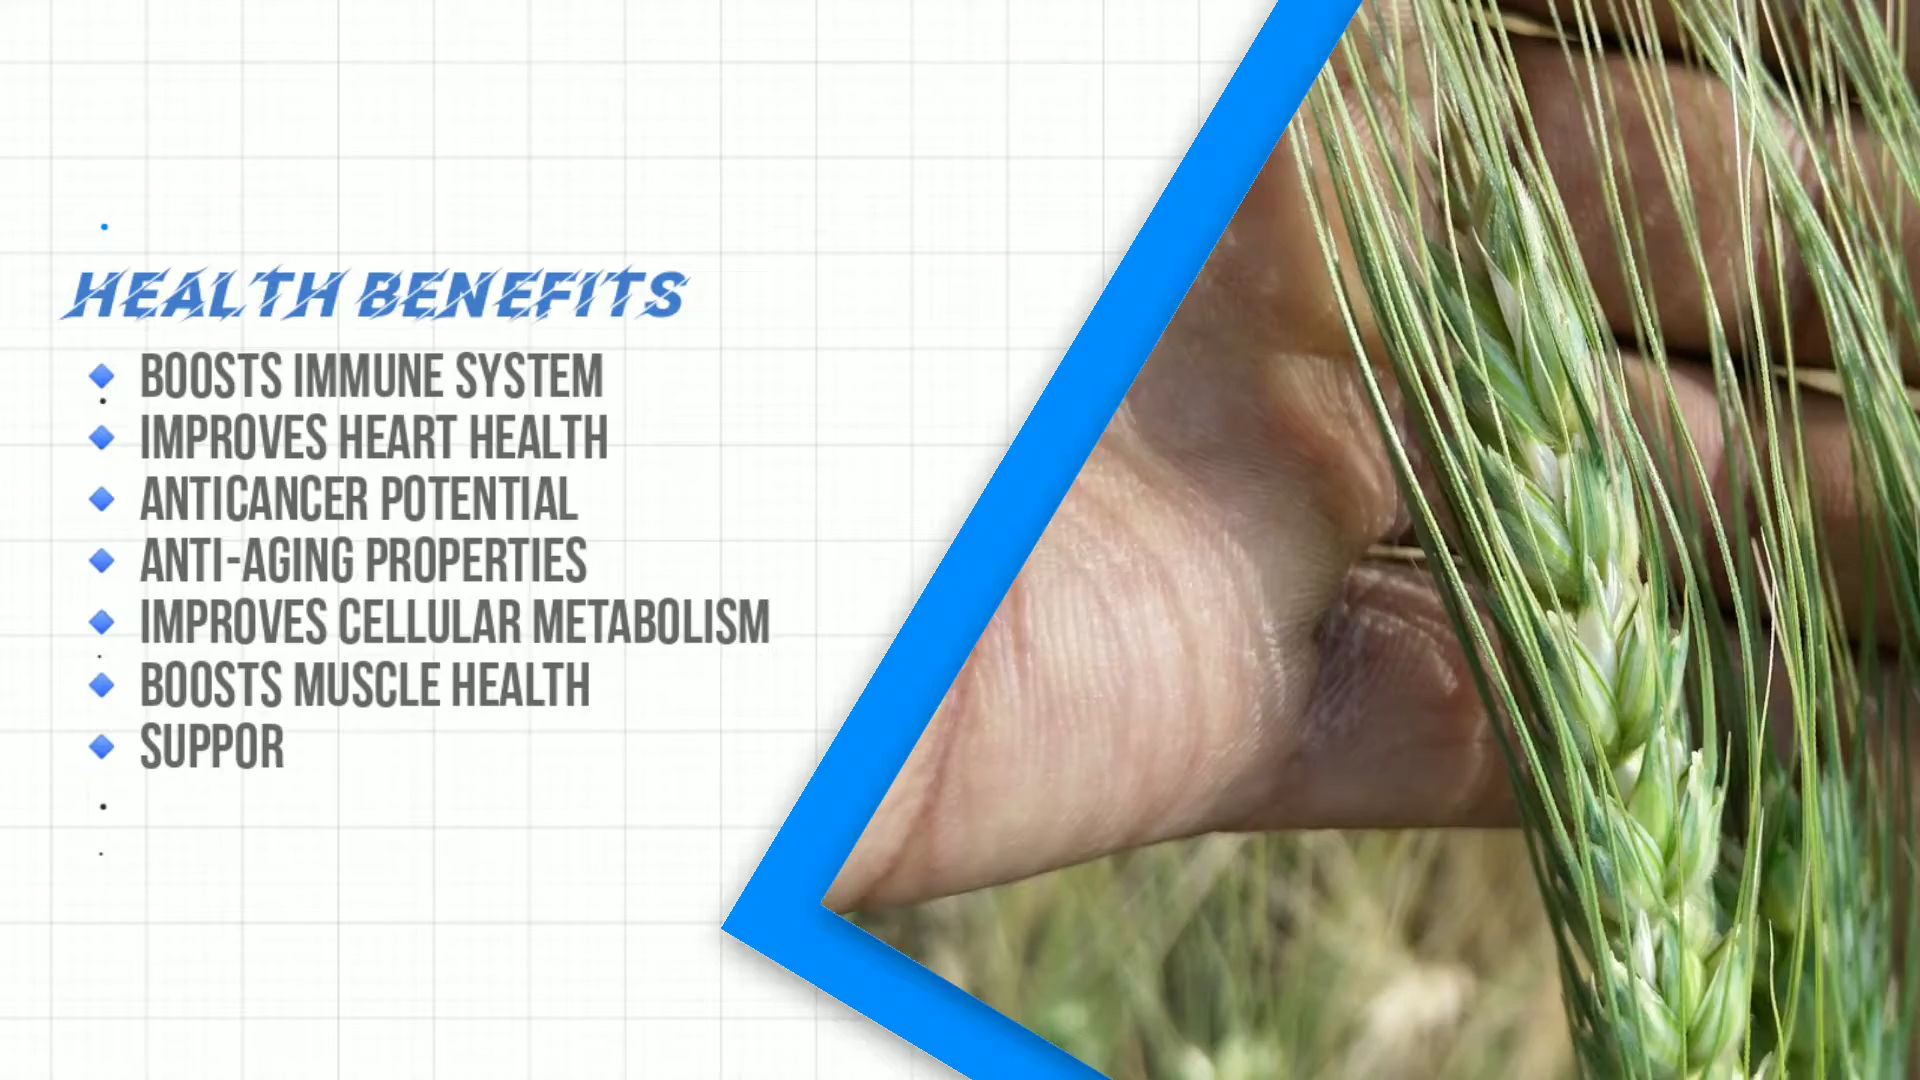 HEALTH BENEFITS
BOOSTS IMMUNE SYSTEM
IMPROVES HEART HEALTH
ANTICANCER POTENTIAL
ANTI-AGING PROPERTIES
IMPROVES CELLULAR METABOLISM
BOOSTS MUSCLE HEALTH
SUPPOR